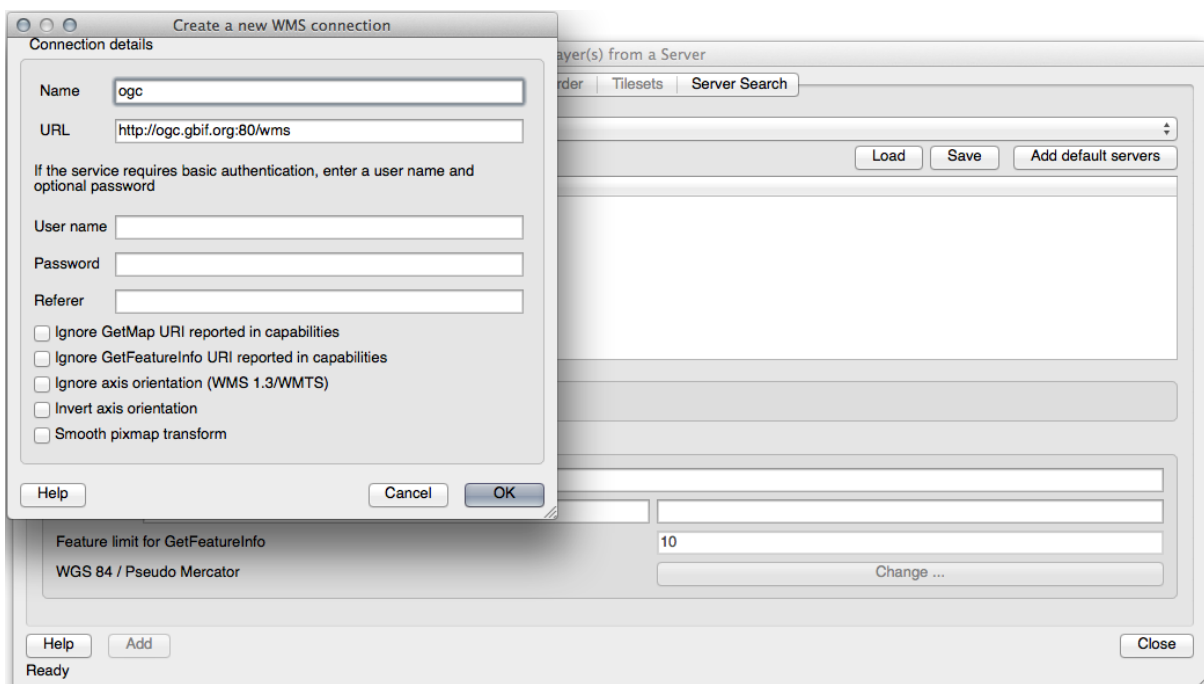 Create a new WMS connection
Connection details
Name
ogc
URL
http://ogc.gbif.org:80/wms
If the service requires basic authentication, enter a user name and
optional password
User name
Password
Referer
Ignore GetMap URI reported in capabilities
Ignore GetFeatureInfo URI reported in capabilities
Ignore axis orientation (WMS 1.3/WMTS)
Invert axis orientation
Smooth pixmap transform
Help
Cancel
OK
from a Server
Tilesets
Server Search
Load
Save
Add default servers
Feature limit for GetFeatureInfo
10
WGS 84 / Pseudo Mercator
Change ...
Help
Add
Close
Ready